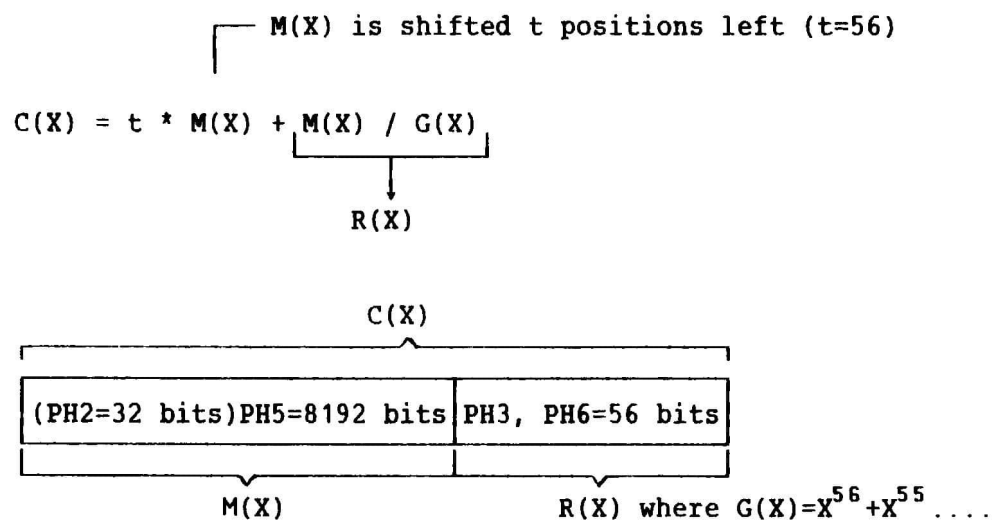 M(X) is shifted t positions left (t=56)
C(X) = t * M(X) + M(X) / G(X)
R(X)
C(X)
(PH2=32 bits)PH5=8192 bits PH3, PH6=56 bits
M(X) R(X) where G(X)=X^56+X^55....